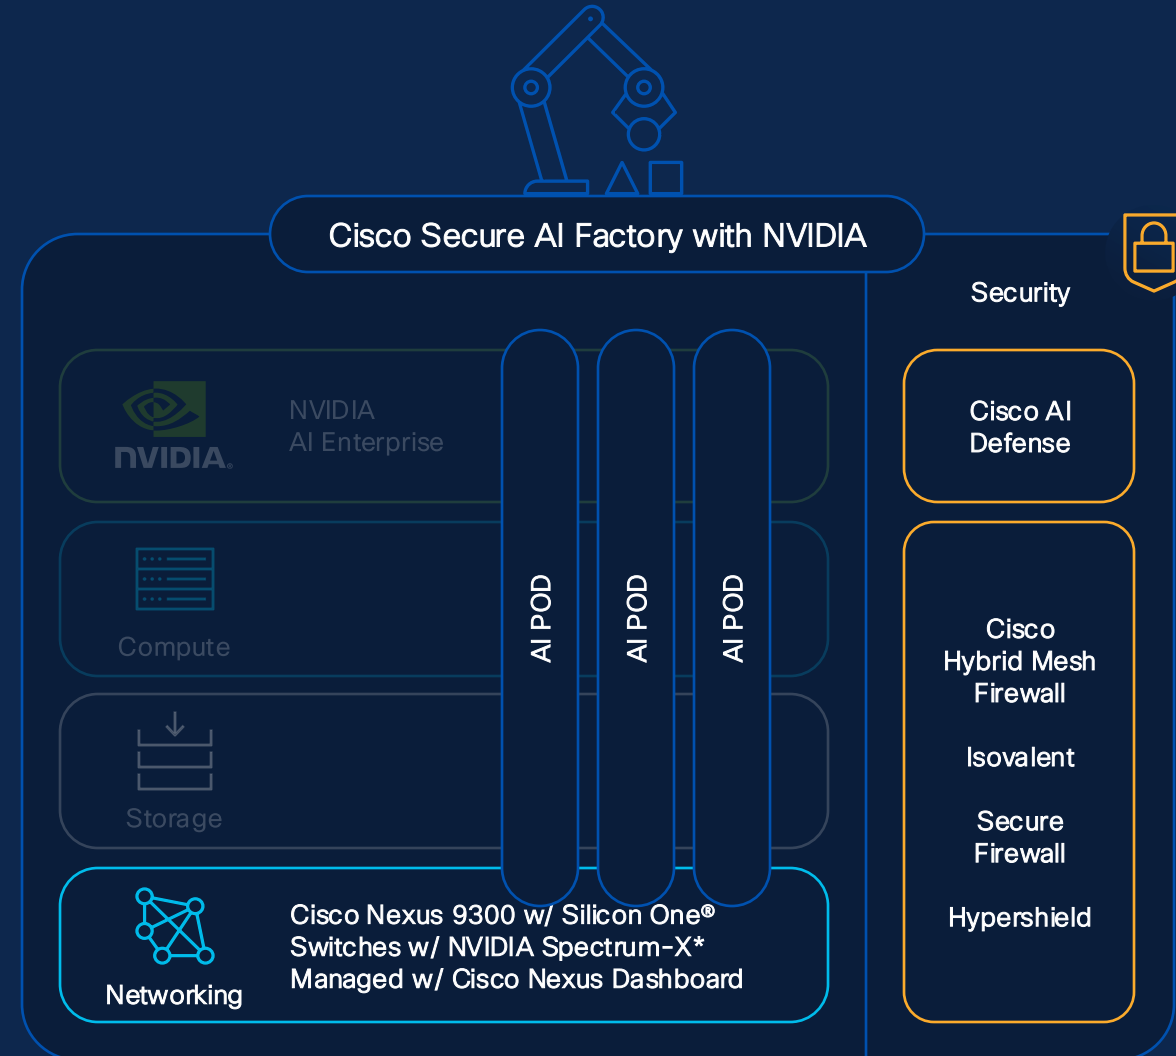 Cisco Secure AI Factory with NVIDIA
NVIDIA.
NVIDIA
AI Enterprise
Compute
Storage
Networking
Cisco Nexus 9300 w/ Silicon One®
Switches w/ NVIDIA Spectrum-X*
Managed w/ Cisco Nexus Dashboard
AI POD
AI POD
AI POD
Security
Cisco AI
Defense
Cisco
Hybrid Mesh
Firewall
Isovalent
Secure
Firewall
Hypershield